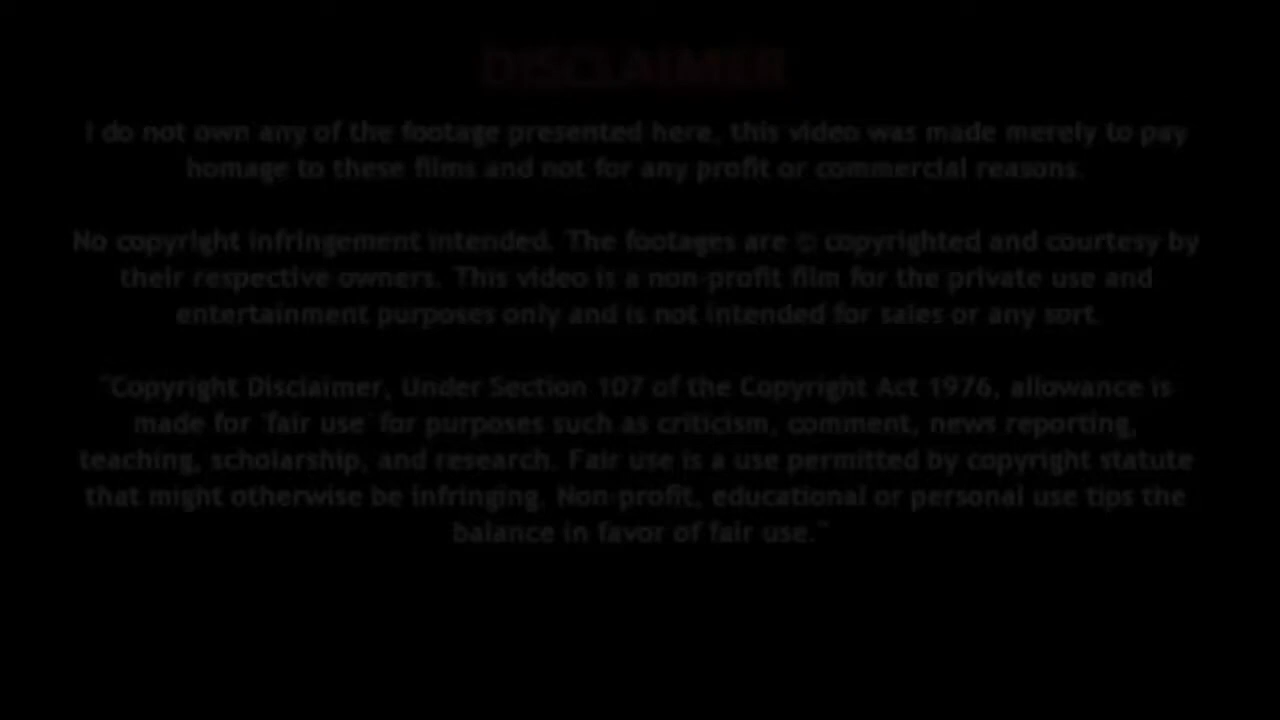 DISCLAIMER
I do not own any of the footage presented here, this video was made merely to pay
homage to these films and not for any profit or commercial reasons.
No copyright infringement intended. The footages are © copyrighted and courtesy by
their respective owners. This video is a non-profit film for the private use and
entertainment purposes only and is not intended for sales or any sort.
"Copyright Disclaimer, Under Section 107 of the Copyright Act 1976, allowance is
made for 'fair use' for purposes such as criticism, comment, news reporting,
teaching, scholarship, and research. Fair use is a use permitted by copyright statute
that might otherwise be infringing. Non-profit, educational or personal use tips the
balance in favor of fair use."